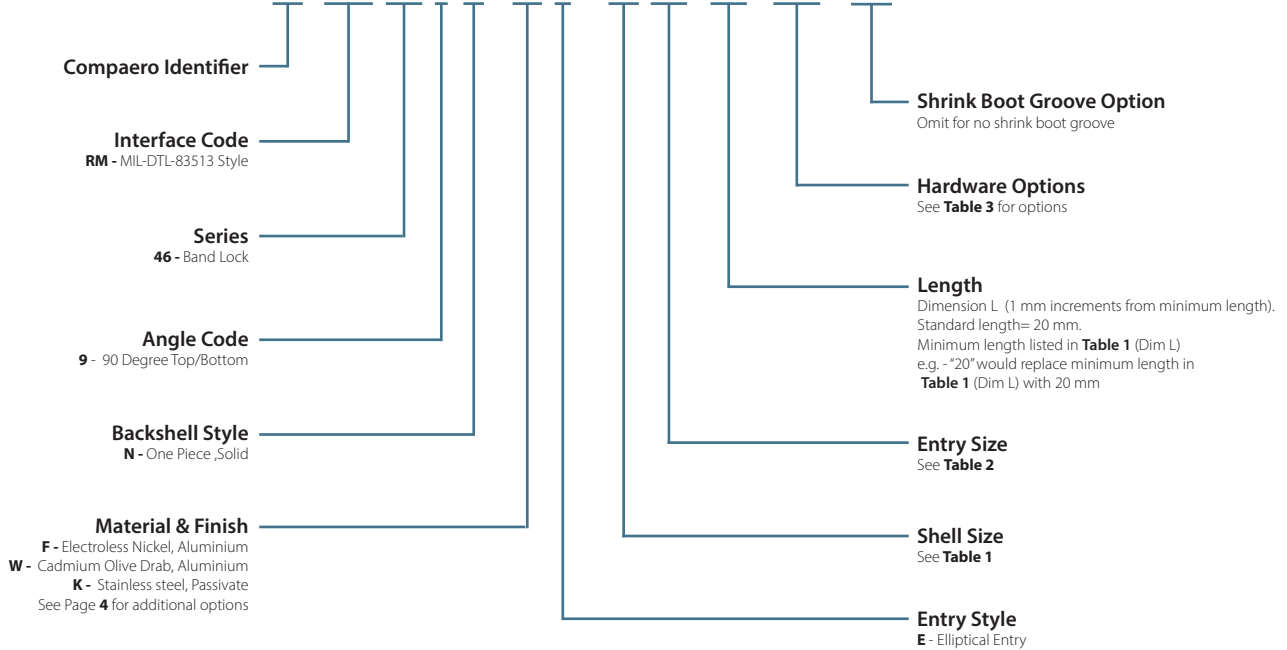 Compaero Identifier
Interface Code
RM - MIL-DTL-83513 Style
Series
46 - Band Lock
Angle Code
9 - 90 Degree Top/Bottom
Backshell Style
N - One Piece ,Solid
Material & Finish
F - Electroless Nickel, Aluminium
W - Cadmium Olive Drab, Aluminium
K - Stainless steel, Passivate
See Page 4 for additional options
Shrink Boot Groove Option
Omit for no shrink boot groove
Hardware Options
See Table 3 for options
Length
Dimension L (1 mm increments from minimum length).
Standard length= 20 mm.
Minimum length listed in Table 1 (Dim L)
e.g. - "20" would replace minimum length in
Table 1 (Dim L) with 20 mm
Entry Size
See Table 2
Shell Size
See Table 1
Entry Style
E - Elliptical Entry